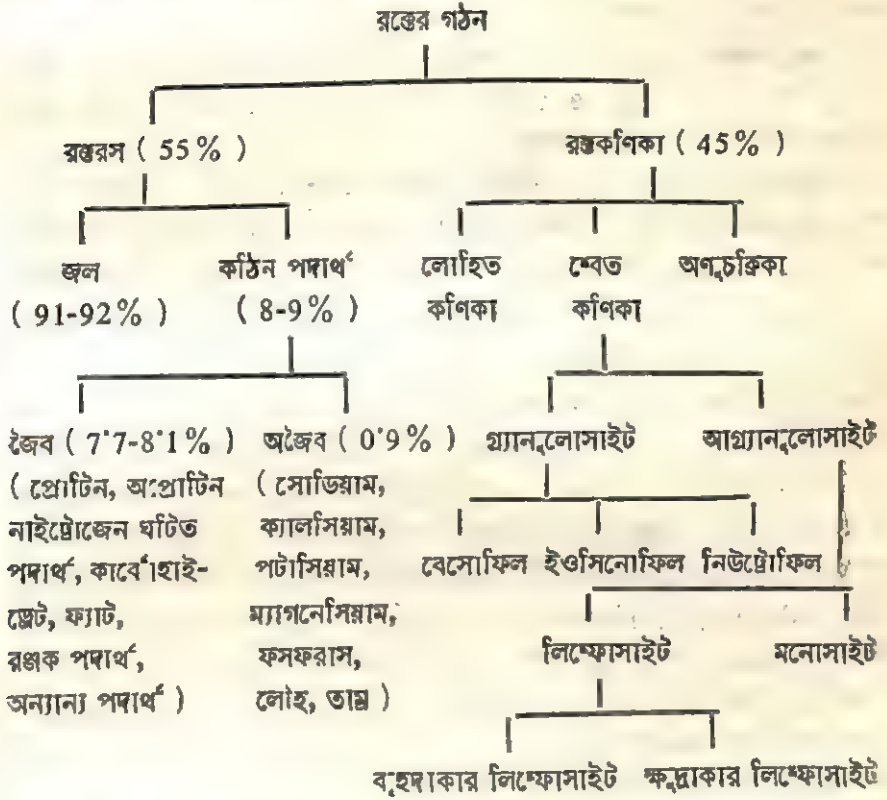 রক্তের গঠন
রক্তরস ( 55% ) রক্তকণিকা ( 45% )
জল কঠিন পদার্থ লোহিত শ্বেত অণুচক্রিকা
( 91-92% ) ( 8-9% ) কণিকা কণিকা
জৈব ( 7·7-8·1% ) অজৈব ( 0·9% ) গ্র্যানুলোসাইট আগ্র্যানুলোসাইট
( প্রোটিন, অপ্রোটিন ( সোডিয়াম,
নাইট্রোজেন ঘটিত ক্যালসিয়াম,
পদার্থ, কার্বোহাই- পটাসিয়াম, বেসোফিল ইওসিনোফিল নিউট্রোফিল
ড্রেট, ফ্যাট, ম্যাগনেসিয়াম,
রঞ্জক পদার্থ, ফসফরাস, লিম্ফোসাইট মনোসাইট
অন্যান্য পদার্থ ) লৌহ, তাম্র )
বৃহদাকার লিম্ফোসাইট ক্ষুদ্রাকার লিম্ফোসাইট